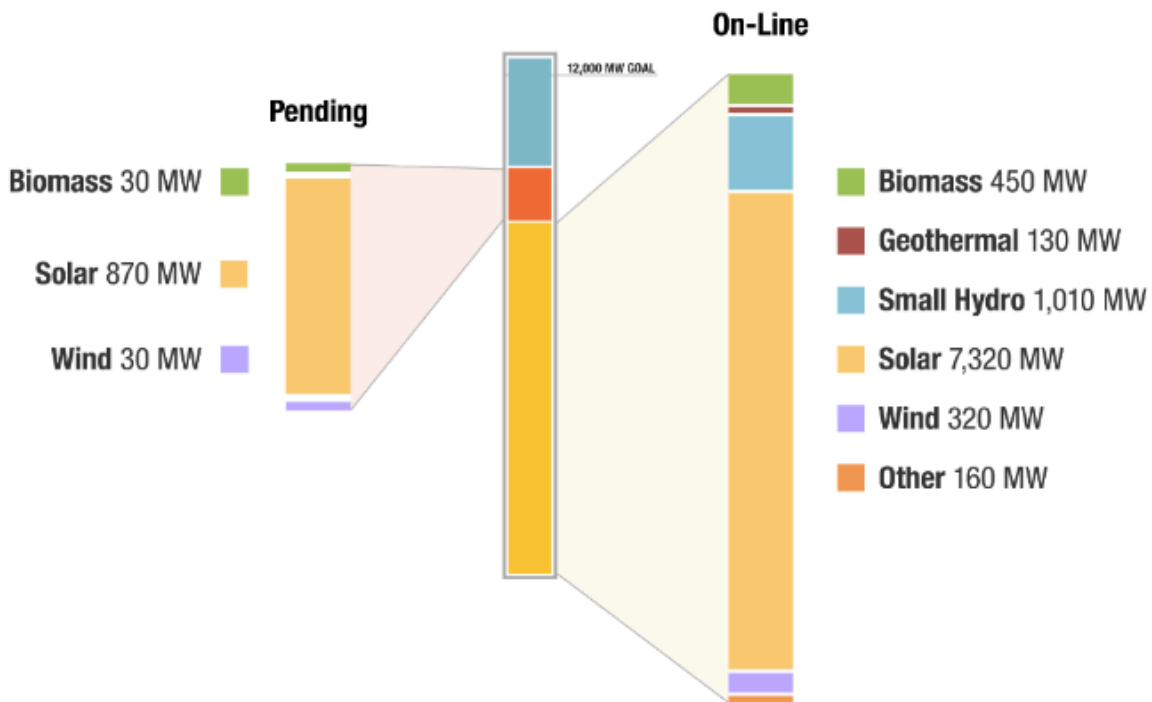 On-Line
12,000 MW GOAL
Pending
Biomass 30 MW
Solar 870 MW
Wind 30 MW
Biomass 450 MW
Geothermal 130 MW
Small Hydro 1,010 MW
Solar 7,320 MW
Wind 320 MW
Other 160 MW